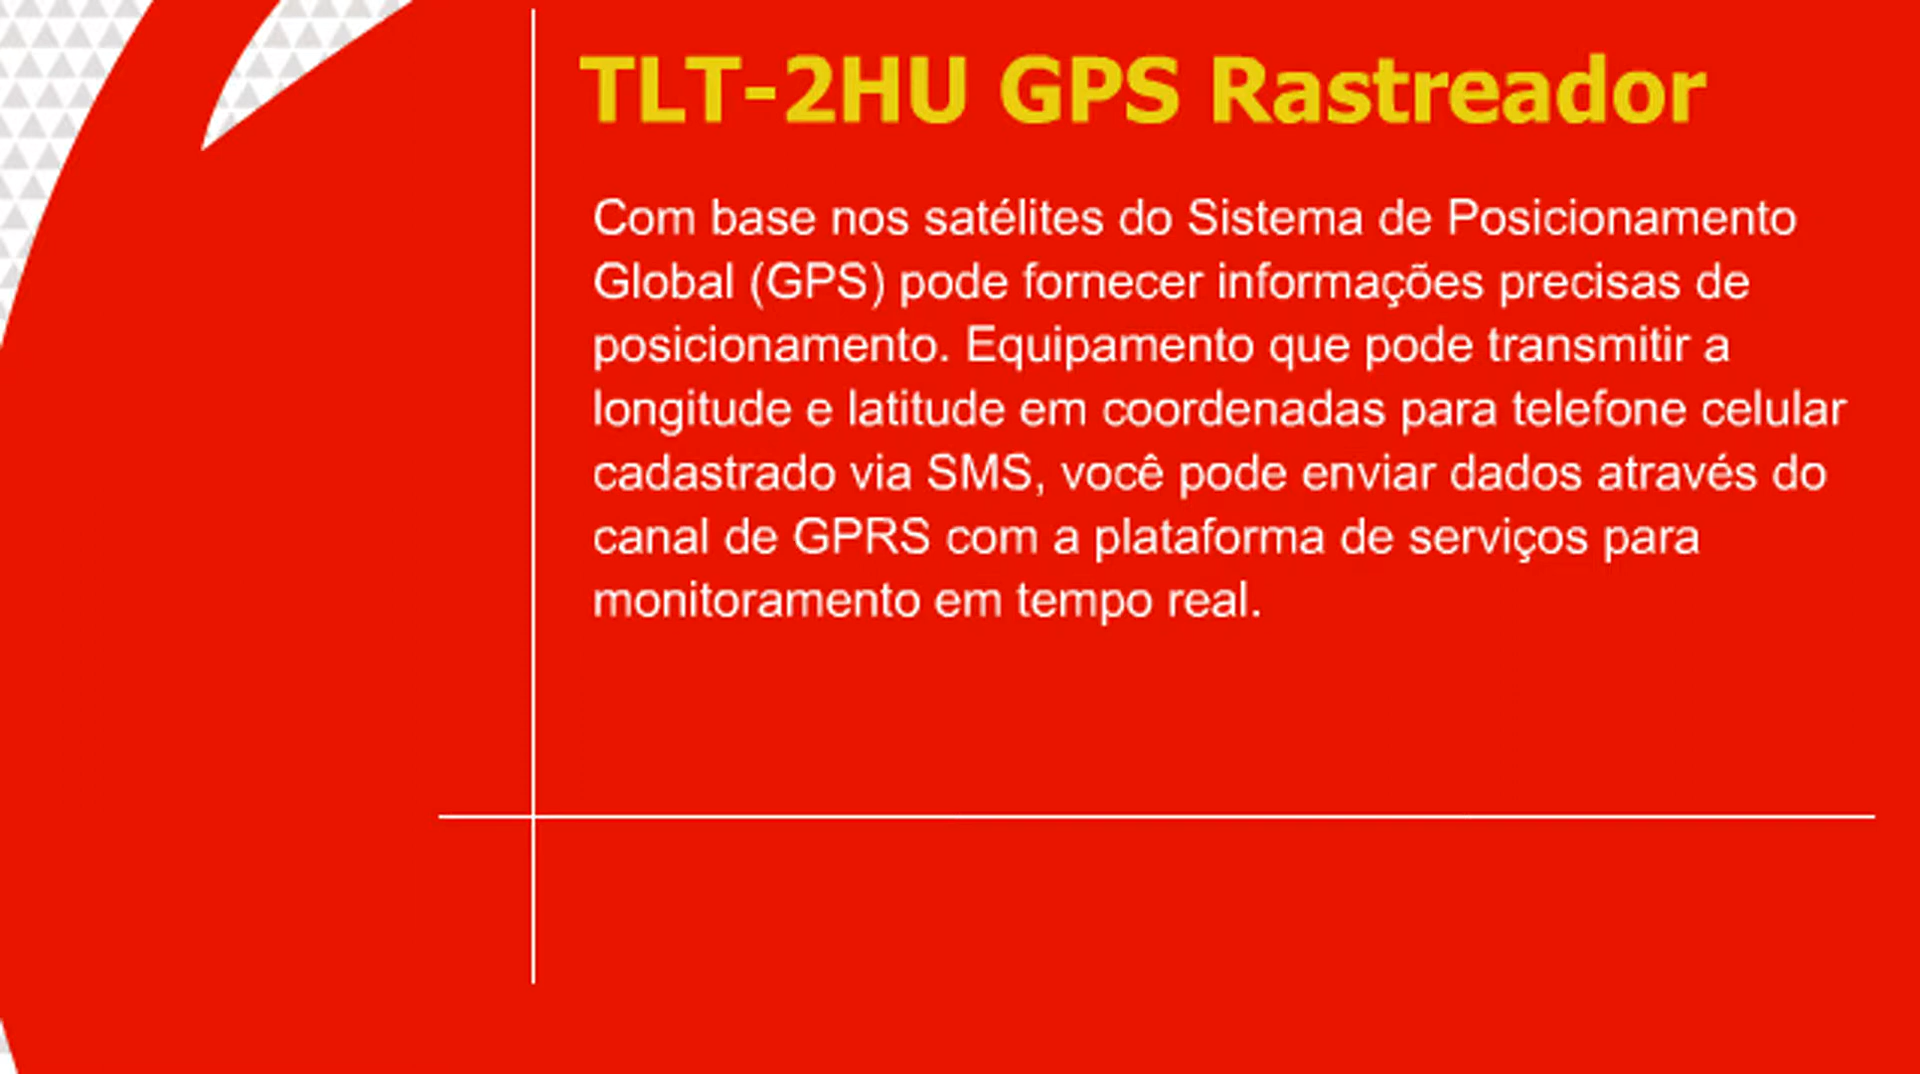 TLT-2HU GPS Rastreador
Com base nos satélites do Sistema de Posicionamento
Global (GPS) pode fornecer informações precisas de
posicionamento. Equipamento que pode transmitir a
longitude e latitude em coordenadas para telefone celular
cadastrado via SMS, você pode enviar dados através do
canal de GPRS com a plataforma de serviços para
monitoramento em tempo real.